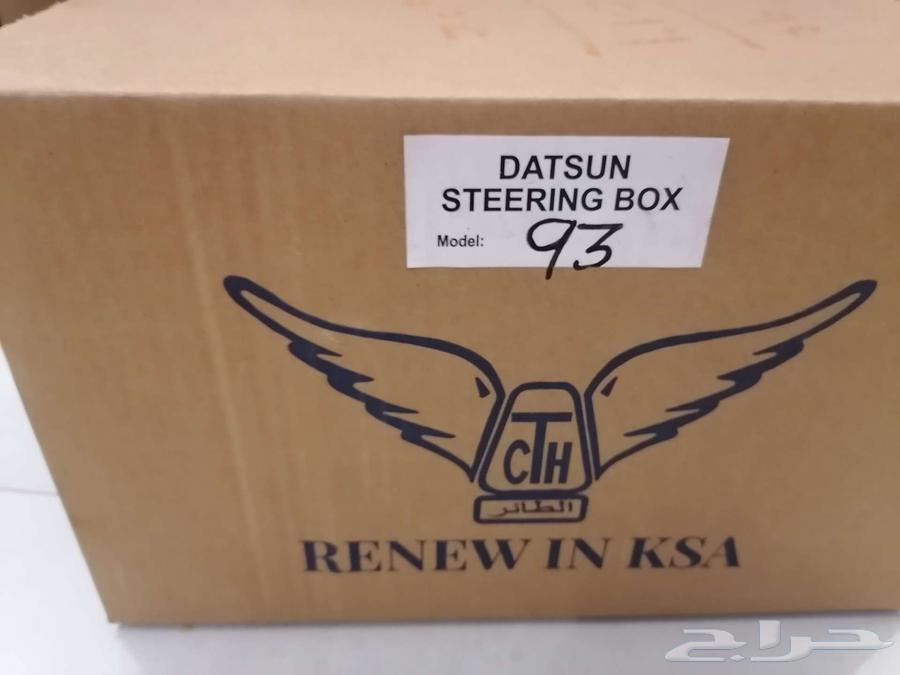 DATSUN
STEERING BOX
Model: 93
CTH
الطائر
RENEW IN KSA
حراج